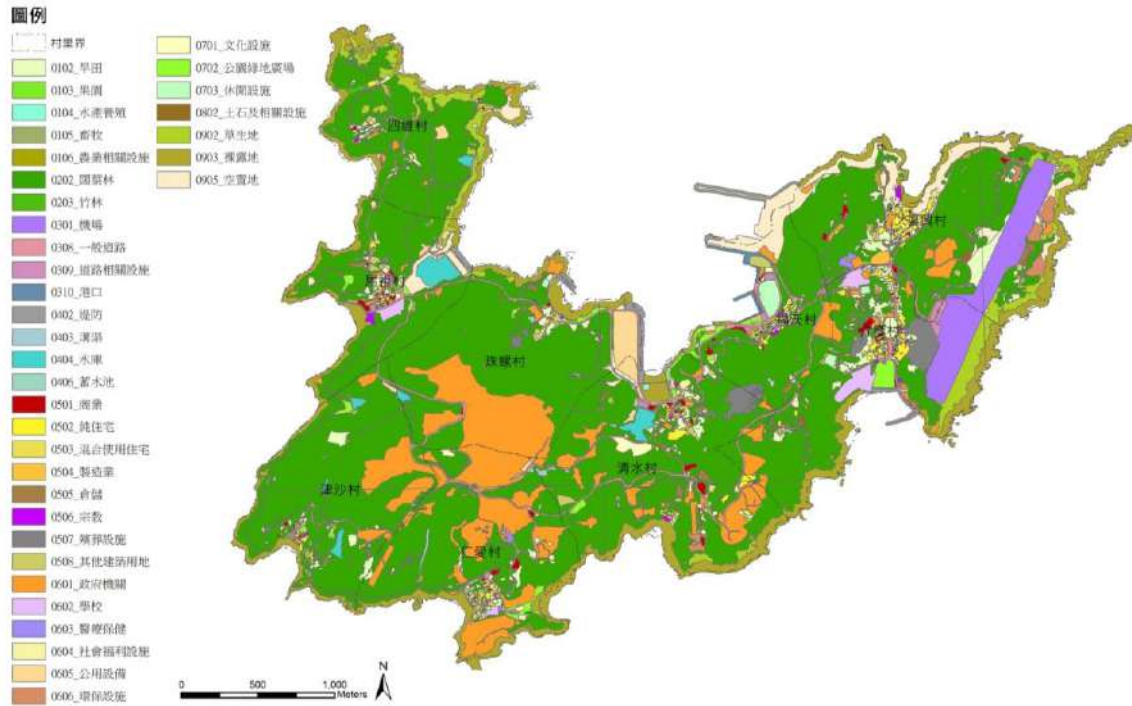 圖例
村里界
0102_旱田
0103_果園
0104_水產養殖
0105_畜牧
0106_農業相關設施
0202_闊葉林
0203_竹林
0301_機場
0308_一般道路
0309_道路相關設施
0310_港口
0402_堤防
0403_溝渠
0404_水庫
0406_蓄水池
0501_商業
0502_純住宅
0503_混合使用住宅
0504_製造業
0505_倉儲
0506_宗教
0507_殯葬設施
0508_其他建築用地
0601_政府機關
0602_學校
0603_醫療保健
0604_社會福利設施
0605_公用設備
0606_環保設施
0701_文化設施
0702_公園綠地廣場
0703_休閒設施
0802_土石及相關設施
0902_草生地
0903_裸露地
0905_空置地
四維村
珠螺村
福沃村
清水村
津沙村
仁愛村
0
500
1,000
Meters
N